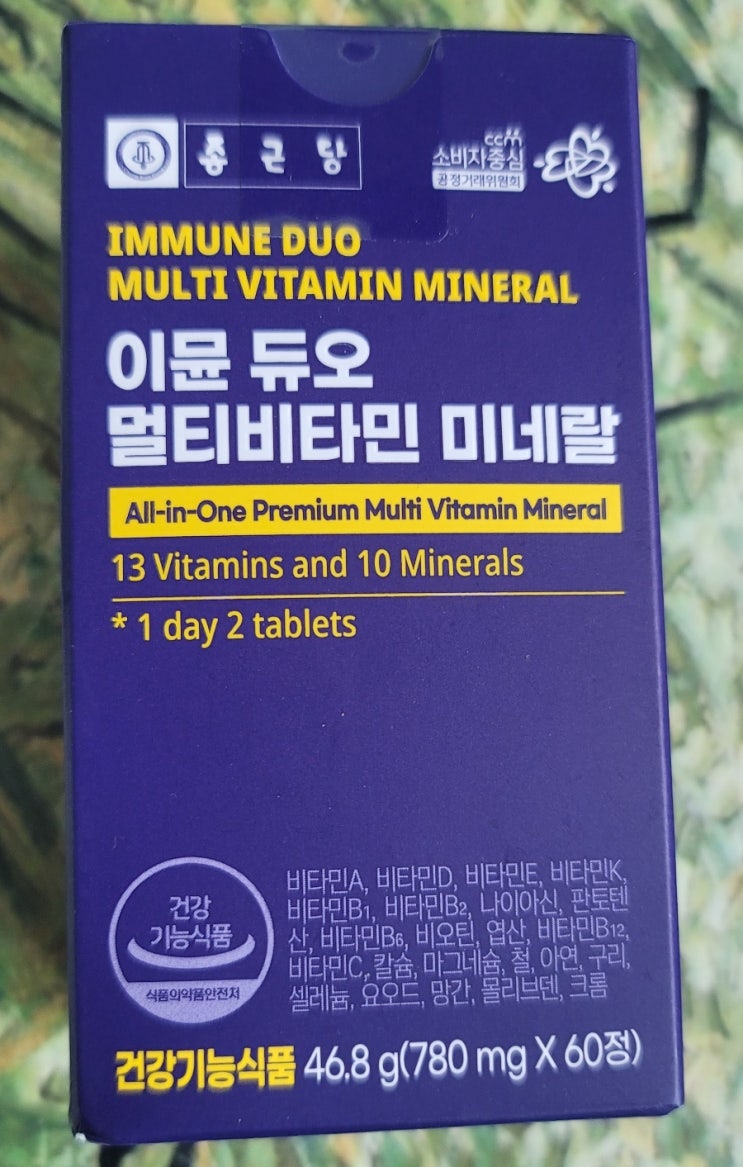 종근당
ccm
소비자중심
공정거래위원회
IMMUNE DUO
MULTI VITAMIN MINERAL
이뮨 듀오
멀티비타민 미네랄
All-in-One Premium Multi Vitamin Mineral
13 Vitamins and 10 Minerals
* 1 day 2 tablets
건강
기능식품
식품의약품안전처
비타민A, 비타민D, 비타민E, 비타민K,
비타민B1, 비타민B2, 나이아신, 판토텐
산, 비타민B6, 비오틴, 엽산, 비타민B12,
비타민C, 칼슘, 마그네슘, 철, 아연, 구리,
셀레늄, 요오드, 망간, 몰리브덴, 크롬
건강기능식품 46.8 g(780 mg X 60정)